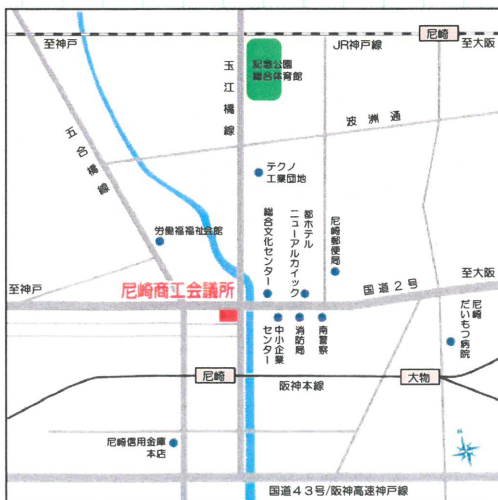 尼崎
至神戸
JR神戸線
至大阪
玉江橋線
記念公園
総合体育館
五合橋線
波洲通
テクノ
工業団地
労働福祉会館
総合文化センター
都ホテル
ニューアルカイック
尼崎郵便局
至大阪
国道2号
至神戸
尼崎商工会議所
中小企業
センター
消防局
南警察
尼崎
だいもつ病院
尼崎
阪神本線
大物
尼崎信用金庫
本店
国道43号/阪神高速神戸線